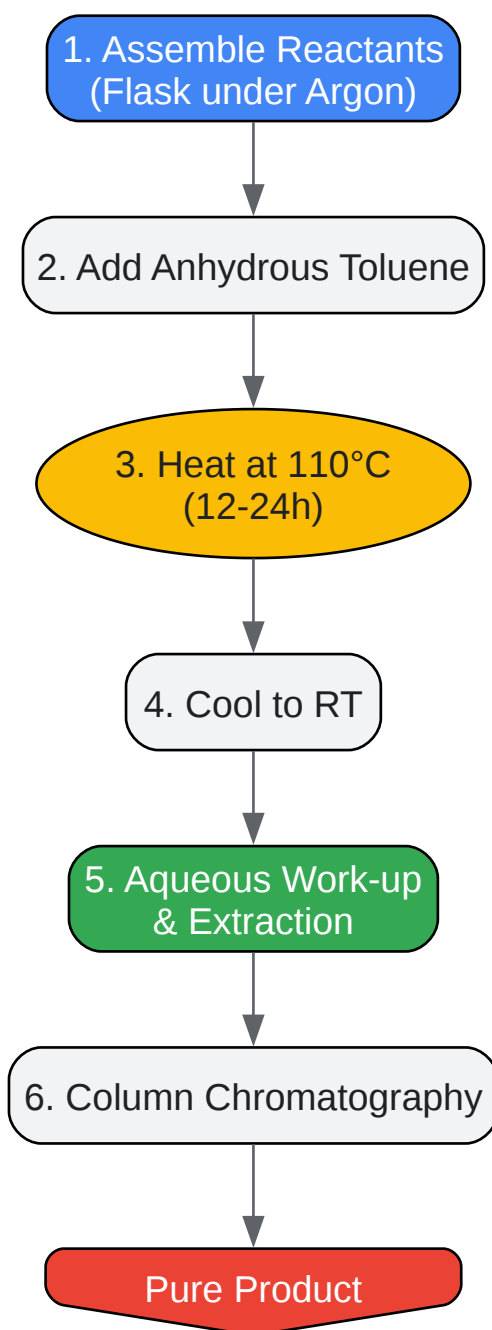 1. Assemble Reactants
(Flask under Argon)
2. Add Anhydrous Toluene
3. Heat at 110°C
(12-24h)
4. Cool to RT
5. Aqueous Work-up
& Extraction
6. Column Chromatography
Pure Product